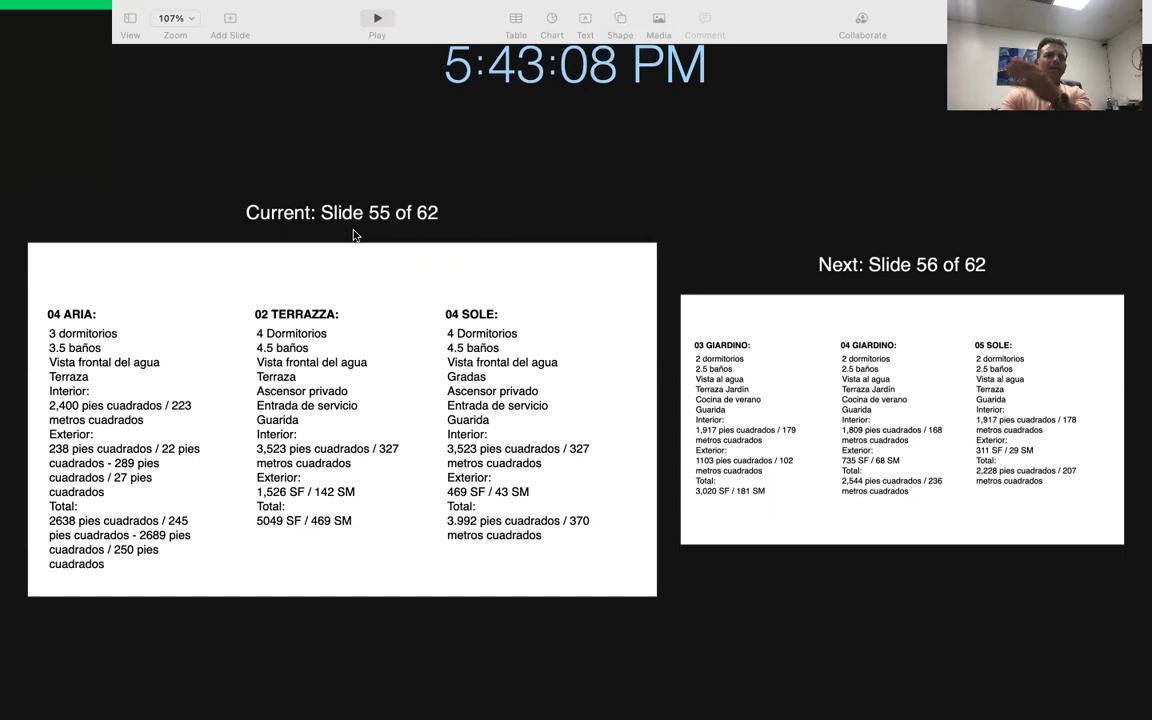 107%
View
Zoom
Add Slide
Play
Table
Chart
Text
Shape
Media
Comment
Collaborate
5:43:08 PM
Current: Slide 55 of 62
04 ARIA:
3 dormitorios
3.5 baños
Vista frontal del agua
Terraza
Interior:
2,400 pies cuadrados / 223
metros cuadrados
Exterior:
238 pies cuadrados / 22 pies
cuadrados - 289 pies
cuadrados / 27 pies
cuadrados
Total:
2638 pies cuadrados / 245
pies cuadrados - 2689 pies
cuadrados / 250 pies
cuadrados
02 TERRAZZA:
4 Dormitorios
4.5 baños
Vista frontal del agua
Terraza
Ascensor privado
Entrada de servicio
Guarida
Interior:
3,523 pies cuadrados / 327
metros cuadrados
Exterior:
1,526 SF / 142 SM
Total:
5049 SF / 469 SM
04 SOLE:
4 Dormitorios
4.5 baños
Vista frontal del agua
Gradas
Ascensor privado
Entrada de servicio
Guarida
Interior:
3,523 pies cuadrados / 327
metros cuadrados
Exterior:
469 SF / 43 SM
Total:
3.992 pies cuadrados / 370
metros cuadrados
Next: Slide 56 of 62
03 GIARDINO:
2 dormitorios
2.5 baños
Vista al agua
Terraza Jardín
Cocina de verano
Guarida
Interior:
1,917 pies cuadrados / 179
metros cuadrados
Exterior:
1103 pies cuadrados / 102
metros cuadrados
Total:
3,020 SF / 181 SM
04 GIARDINO:
2 dormitorios
2.5 baños
Vista al agua
Terraza Jardín
Cocina de verano
Guarida
Interior:
1,809 pies cuadrados / 168
metros cuadrados
Exterior:
735 SF / 68 SM
Total:
2,544 pies cuadrados / 236
metros cuadrados
05 SOLE:
2 dormitorios
2.5 baños
Vista al agua
Terraza
Guarida
Interior:
1,917 pies cuadrados / 178
metros cuadrados
Exterior:
311 SF / 29 SM
Total:
2,228 pies cuadrados / 207
metros cuadrados